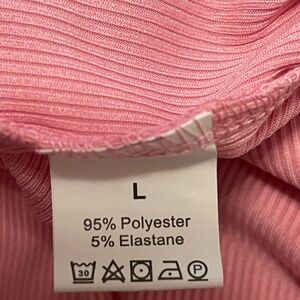 L
95% Polyester
5% Elastane
30 P